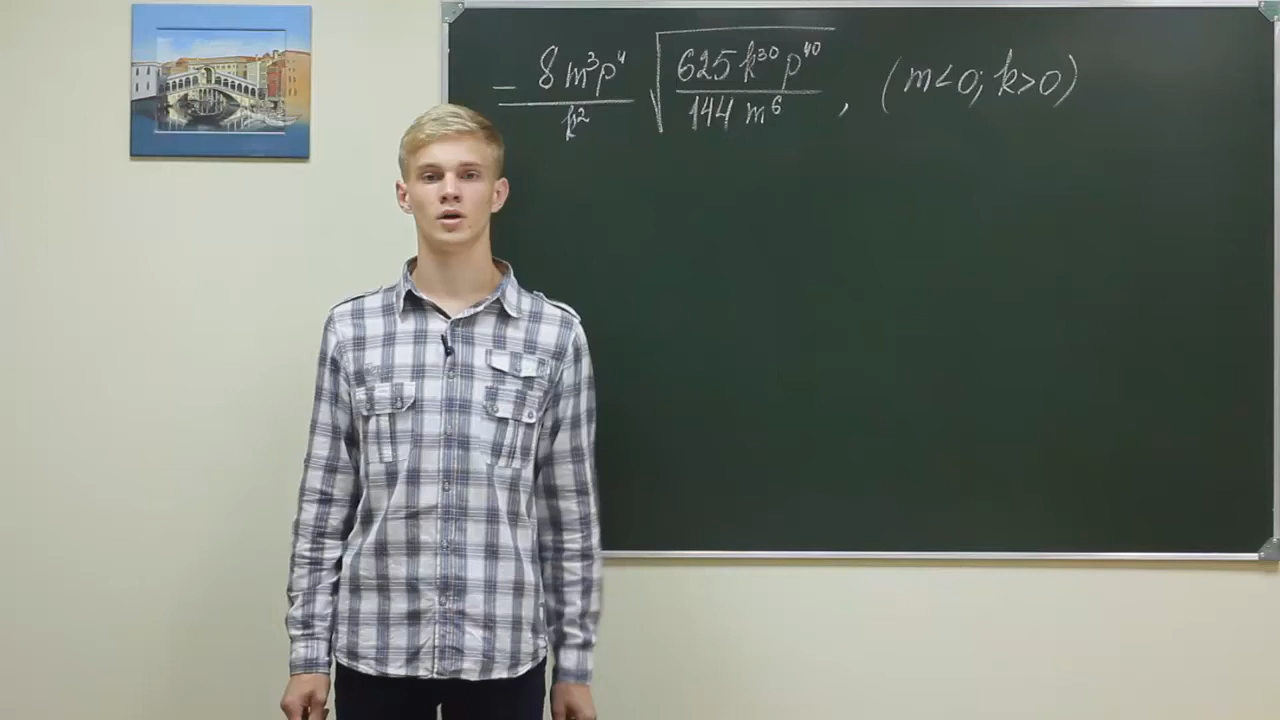 - 8m³p⁴/k² √(625k³⁰p⁴⁰/144m⁶), (m<0; k>0)